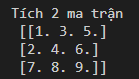 Tích 2 ma trận
[[1. 3. 5.]
[2. 4. 6.]
[7. 8. 9.]]